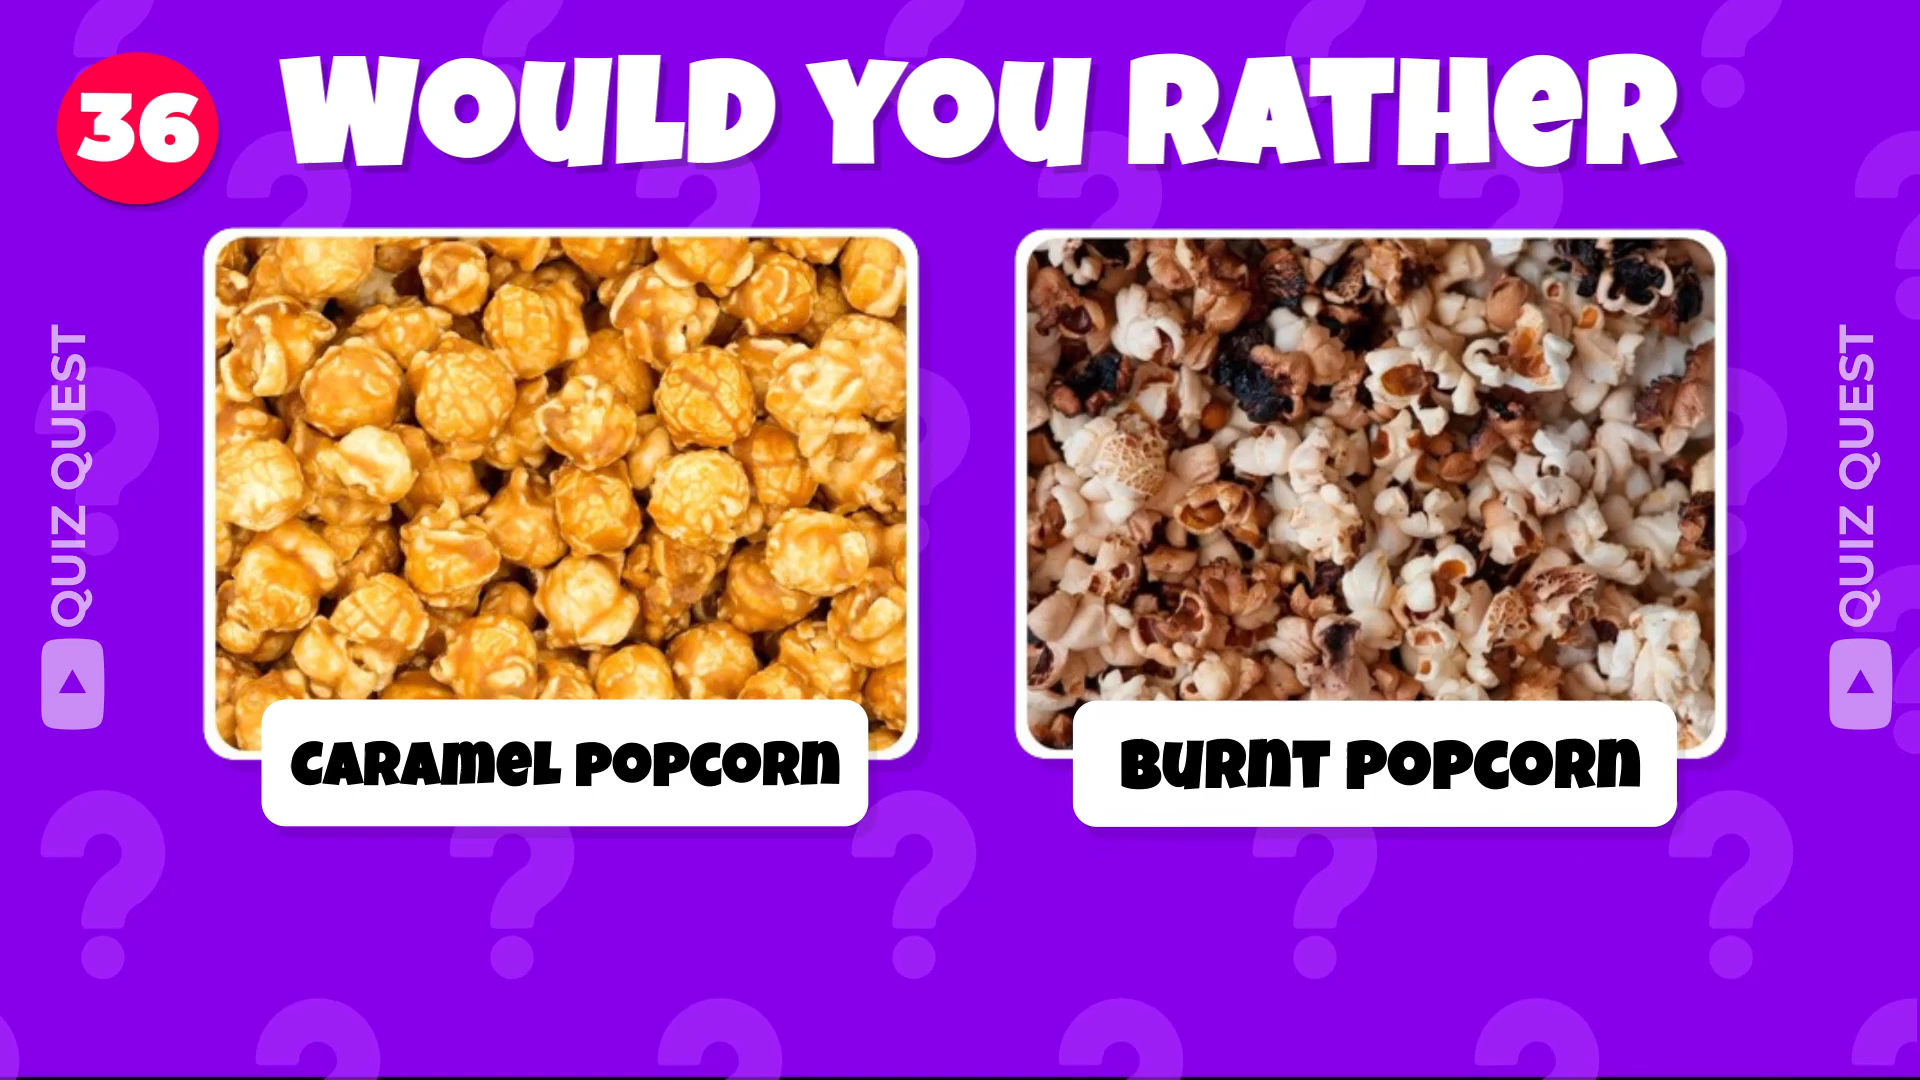 36
WOULD YOU RATHER
CARAMEL POPCORN
BURNT POPCORN
QUIZ QUEST
QUIZ QUEST